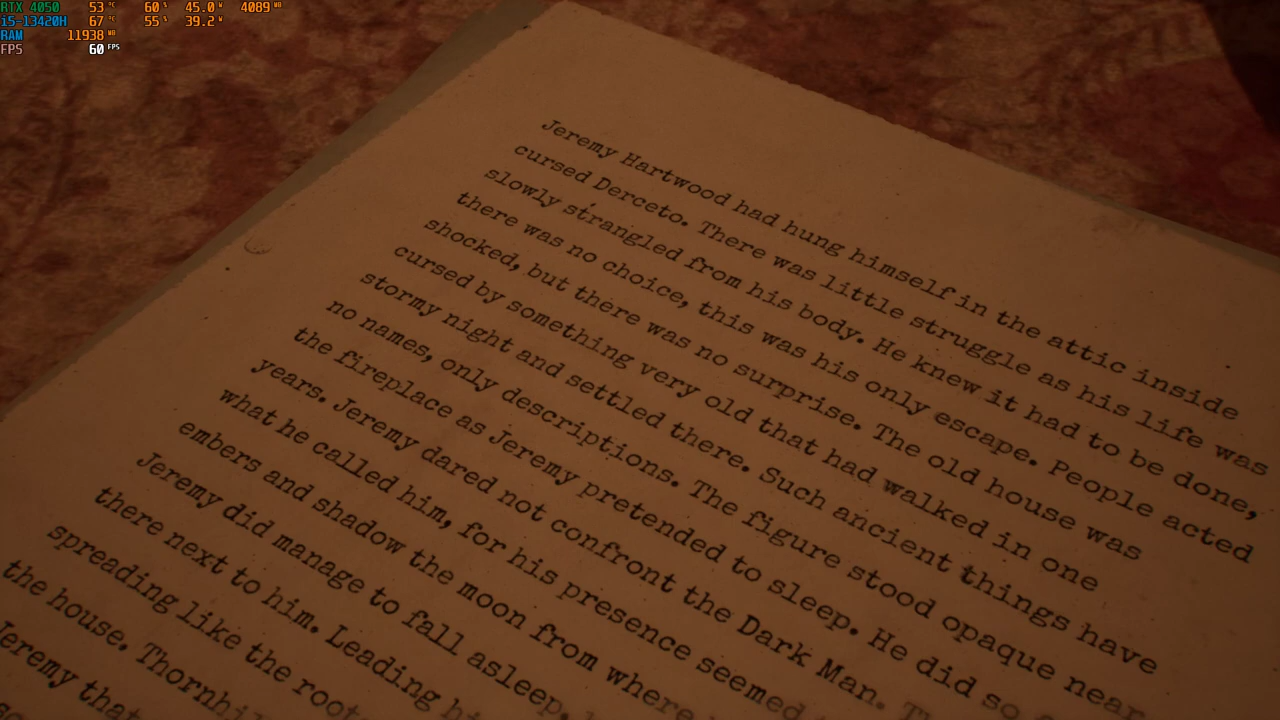 RTX 4050 53 °C 60 % 45.0 W 4089 MB
i5-13420H 67 °C 55 % 39.2 W
RAM 11938 MB
FPS 60 FPS
Jeremy Hartwood had hung himself in the attic inside
cursed Derceto. There was little struggle as his life was
slowly strangled from his body. He knew it had to be done,
there was no choice, this was his only escape. People acted
shocked, but there was no surprise. The old house was
cursed by something very old that had walked in one
stormy night and settled there. Such ancient things have
no names, only descriptions. The figure stood opaque near
the fireplace as Jeremy pretended to sleep. He did so
years. Jeremy dared not confront the Dark Man.
what he called him, for his presence seemed
embers and shadow the moon from where
Jeremy did manage to fall asleep,
there next to him. Leading
spreading like the
the house.
Jeremy that